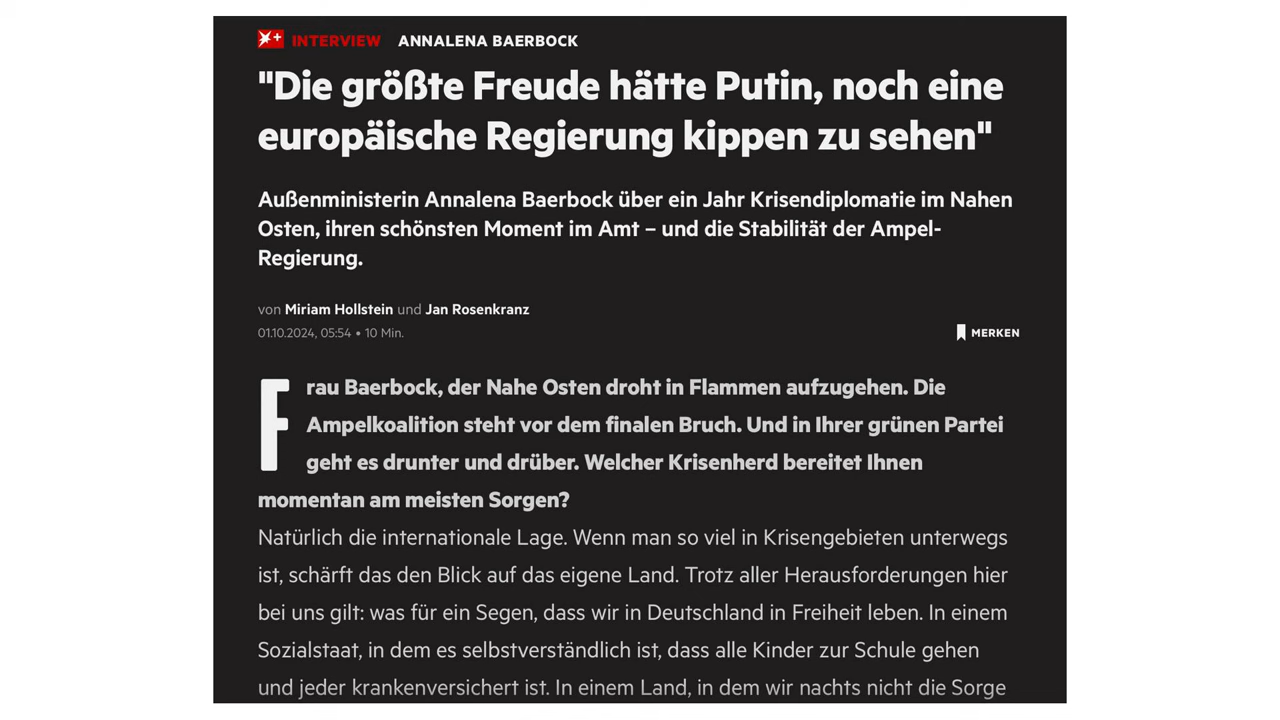 INTERVIEW ANNALENA BAERBOCK
"Die größte Freude hätte Putin, noch eine
europäische Regierung kippen zu sehen"
Außenministerin Annalena Baerbock über ein Jahr Krisendiplomatie im Nahen
Osten, ihren schönsten Moment im Amt – und die Stabilität der Ampel-
Regierung.
von Miriam Hollstein und Jan Rosenkranz
01.10.2024, 05:54 • 10 Min.
MERKEN
Frau Baerbock, der Nahe Osten droht in Flammen aufzugehen. Die
Ampelkoalition steht vor dem finalen Bruch. Und in Ihrer grünen Partei
geht es drunter und drüber. Welcher Krisenherd bereitet Ihnen
momentan am meisten Sorgen?
Natürlich die internationale Lage. Wenn man so viel in Krisengebieten unterwegs
ist, schärft das den Blick auf das eigene Land. Trotz aller Herausforderungen hier
bei uns gilt: was für ein Segen, dass wir in Deutschland in Freiheit leben. In einem
Sozialstaat, in dem es selbstverständlich ist, dass alle Kinder zur Schule gehen
und jeder krankenversichert ist. In einem Land, in dem wir nachts nicht die Sorge